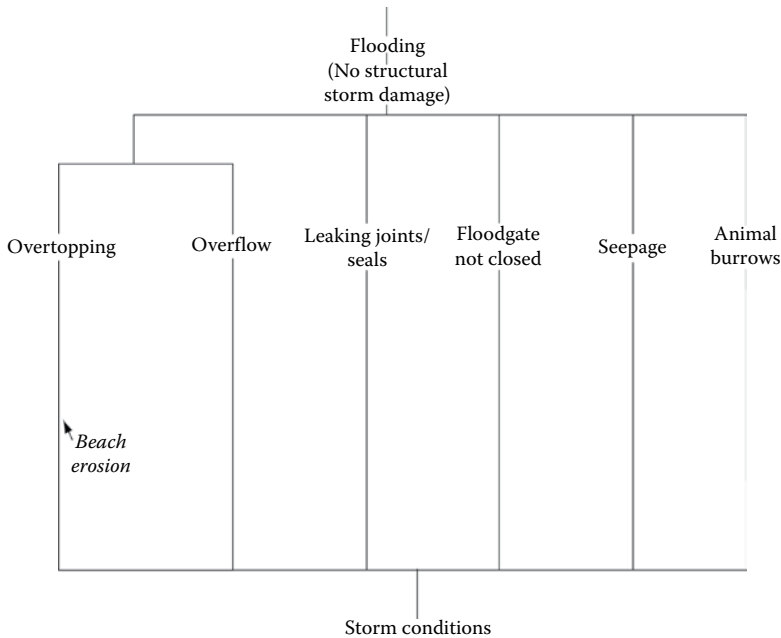 Flooding
(No structural
storm damage)
Overtopping
Overflow
Leaking joints/
seals
Floodgate
not closed
Seepage
Animal
burrows
Beach
erosion
Storm conditions